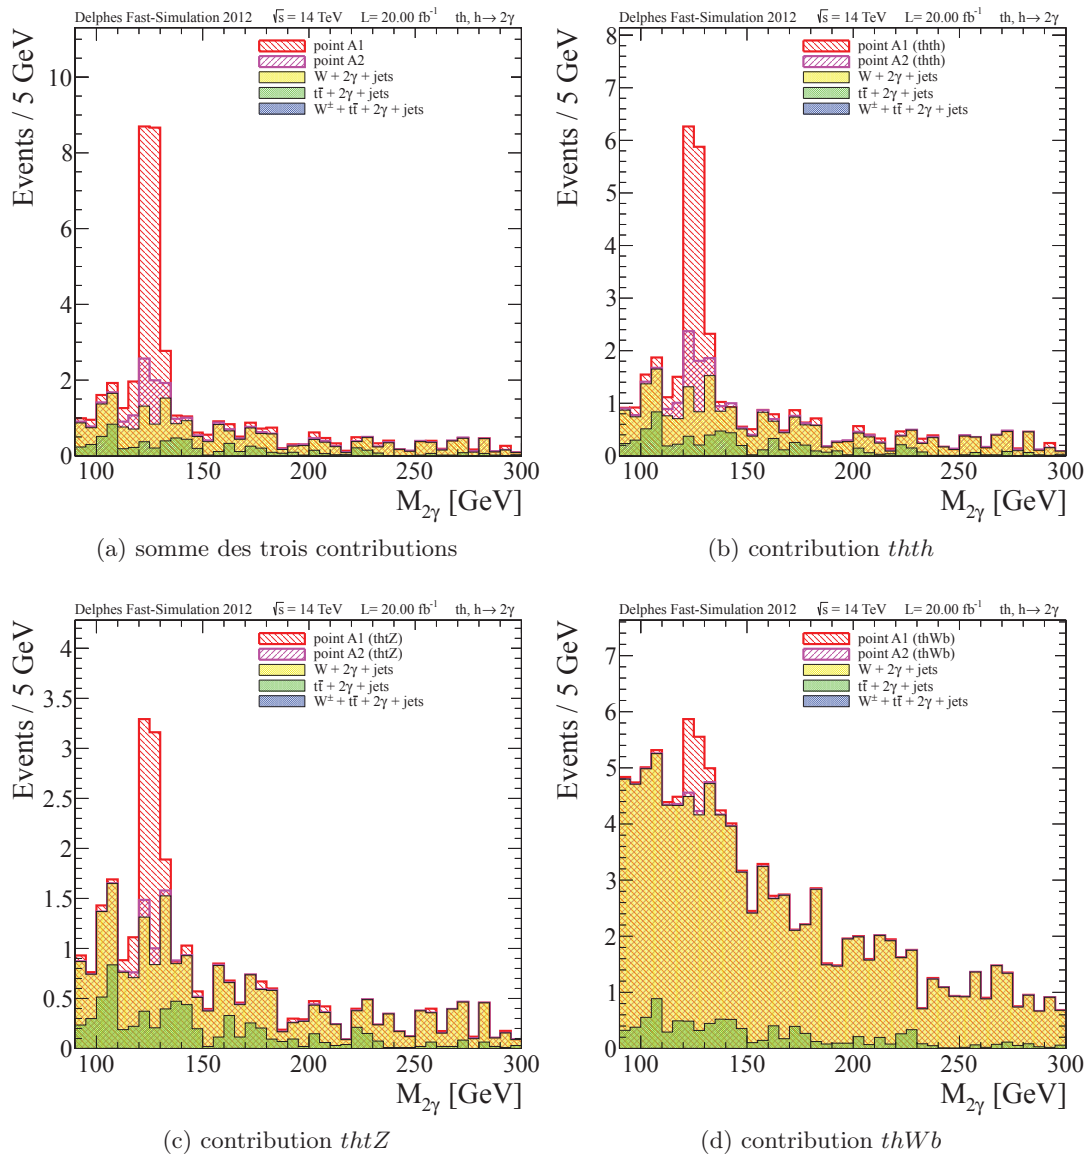 Delphes Fast-Simulation 2012 √s = 14 TeV L= 20.00 fb⁻¹ th, h→ 2γ
Events / 5 GeV
10
8
6
4
2
0
point A1
point A2
W + 2γ + jets
tt̄ + 2γ + jets
W± + tt̄ + 2γ + jets
100 150 200 250 300
M2γ [GeV]
(a) somme des trois contributions
Delphes Fast-Simulation 2012 √s = 14 TeV L= 20.00 fb⁻¹ th, h→ 2γ
Events / 5 GeV
8
7
6
5
4
3
2
1
0
point A1 (thth)
point A2 (thth)
W + 2γ + jets
tt̄ + 2γ + jets
W± + tt̄ + 2γ + jets
100 150 200 250 300
M2γ [GeV]
(b) contribution thth
Delphes Fast-Simulation 2012 √s = 14 TeV L= 20.00 fb⁻¹ th, h→ 2γ
Events / 5 GeV
4
3.5
3
2.5
2
1.5
1
0.5
0
point A1 (thtZ)
point A2 (thtZ)
W + 2γ + jets
tt̄ + 2γ + jets
W± + tt̄ + 2γ + jets
100 150 200 250 300
M2γ [GeV]
(c) contribution thtZ
Delphes Fast-Simulation 2012 √s = 14 TeV L= 20.00 fb⁻¹ th, h→ 2γ
Events / 5 GeV
7
6
5
4
3
2
1
0
point A1 (thWb)
point A2 (thWb)
W + 2γ + jets
tt̄ + 2γ + jets
W± + tt̄ + 2γ + jets
100 150 200 250 300
M2γ [GeV]
(d) contribution thWb